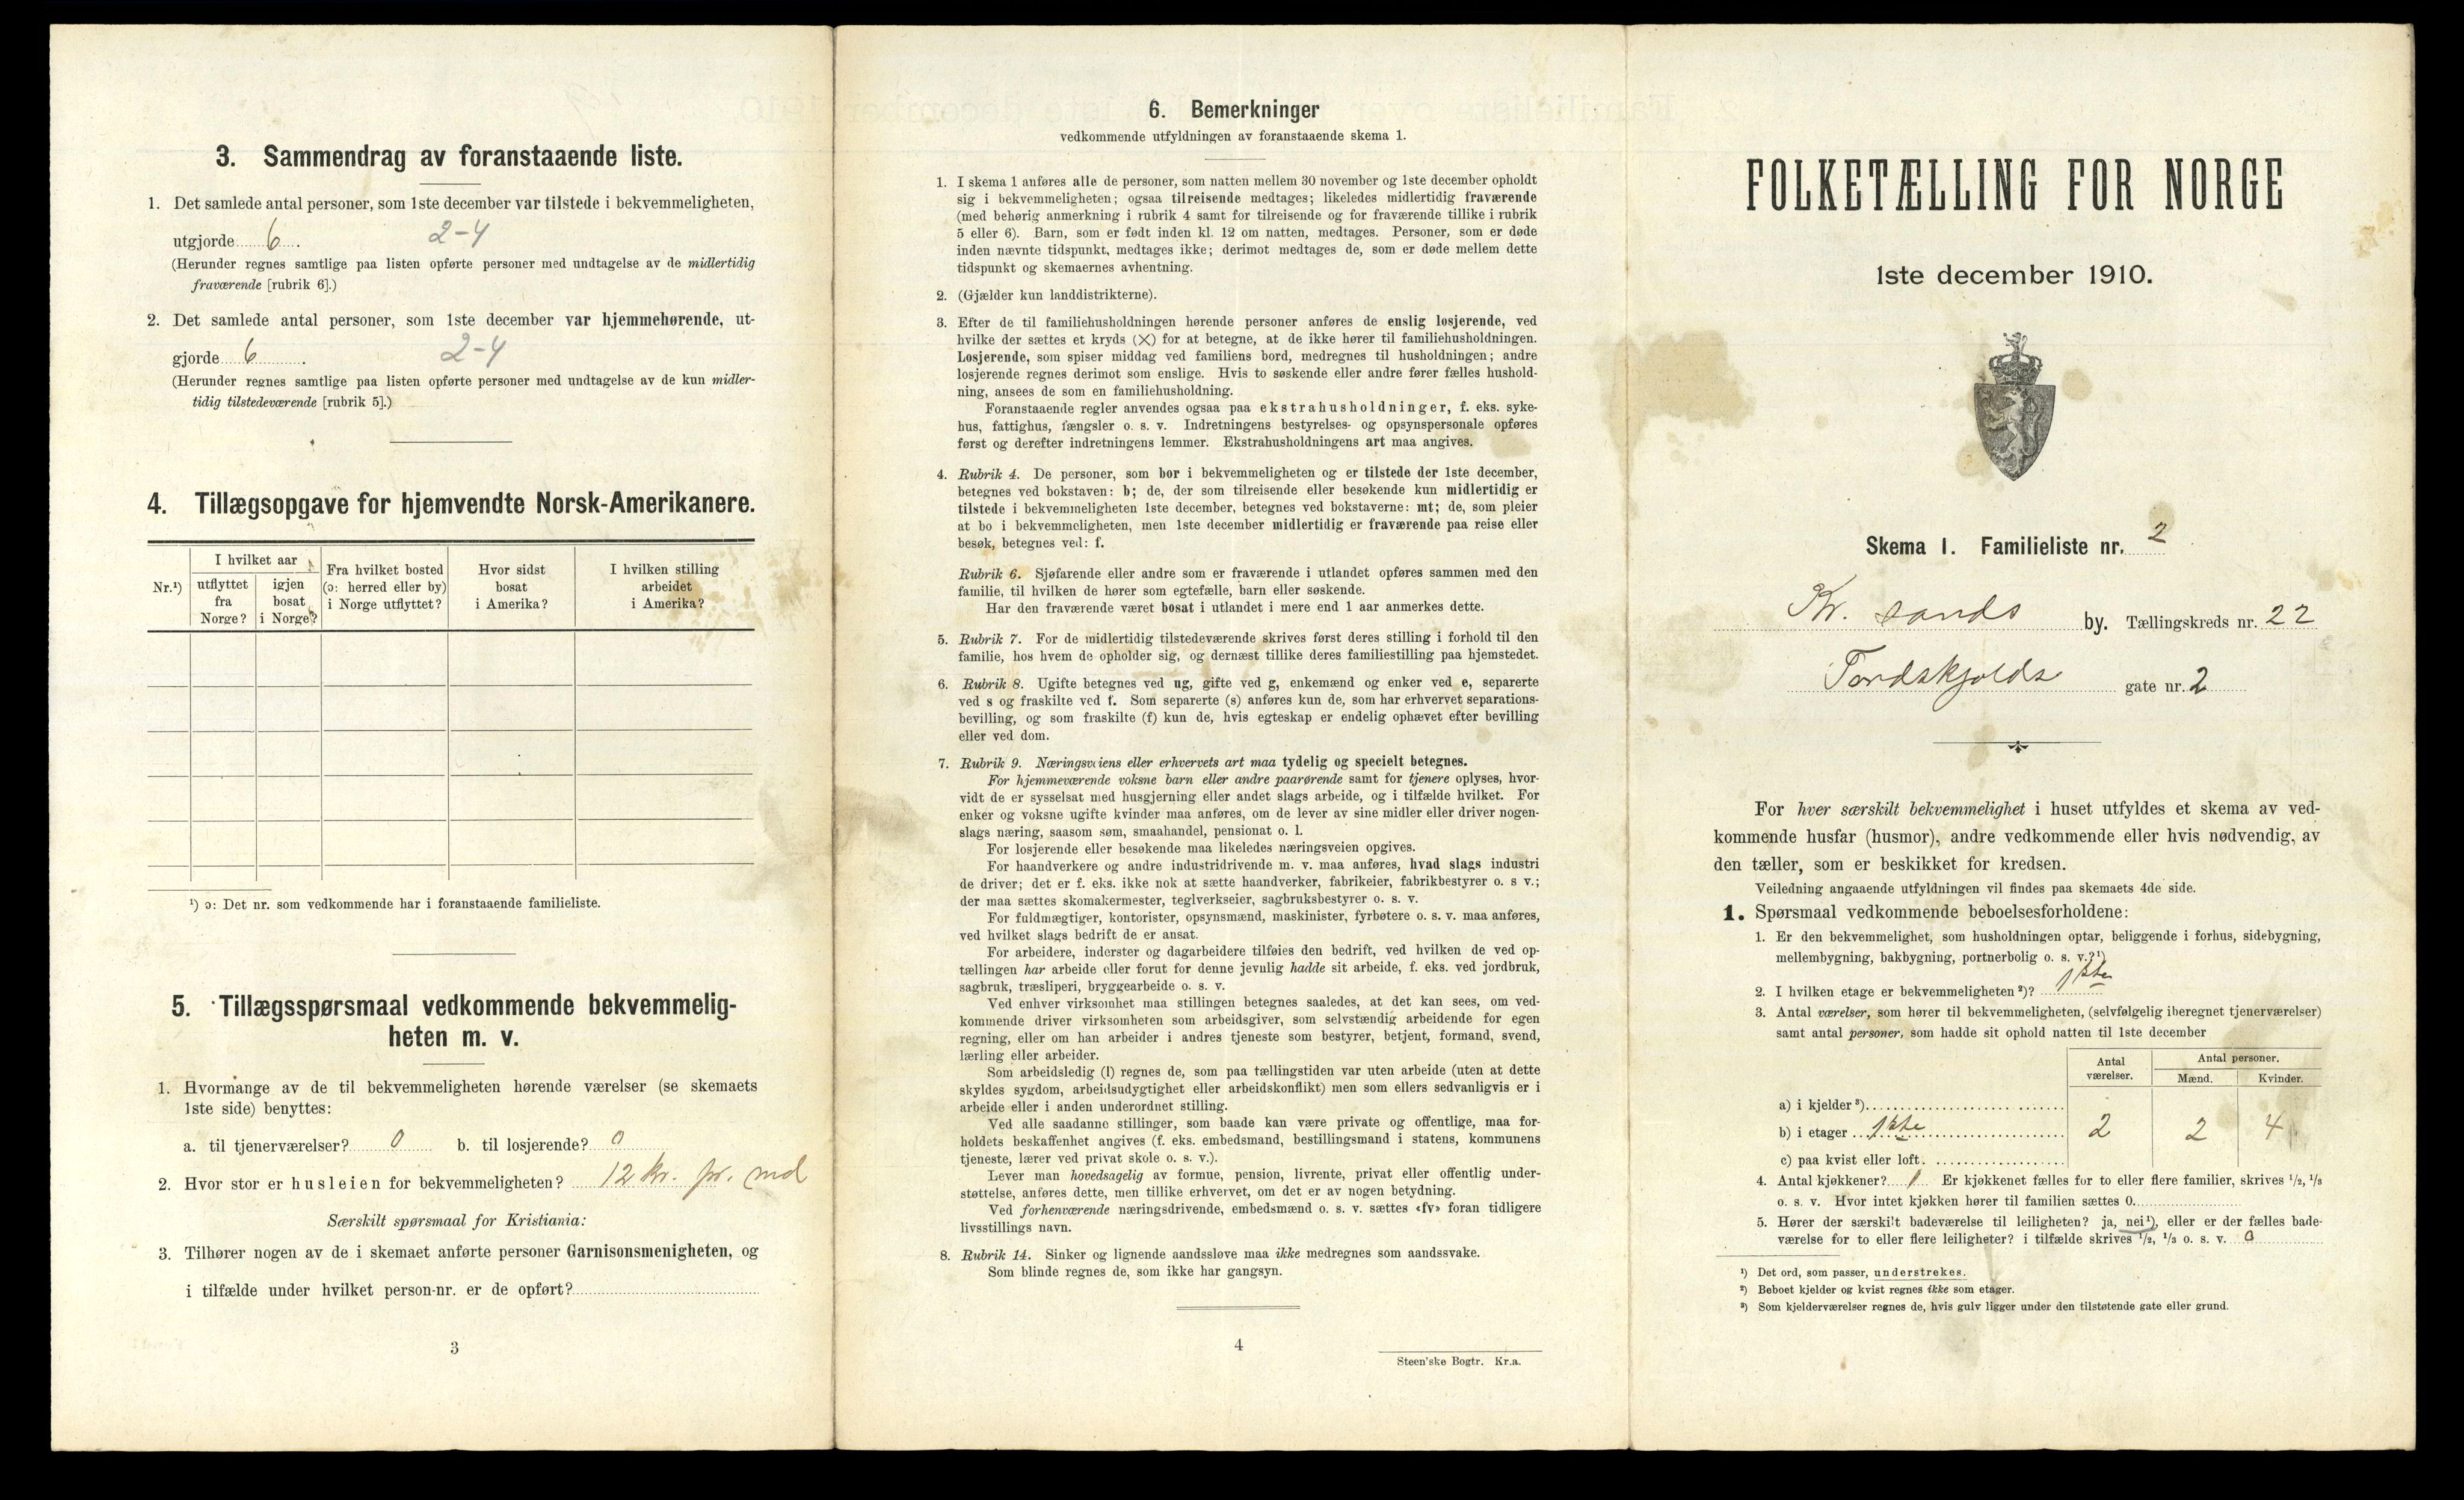 3. Sammendrag av foranstaaende liste.
1. Det samlede antal personer, som 1ste december var tilstede i bekvemmeligheten,
utgjorde 6. 2-4
(Herunder regnes samtlige paa listen opførte personer med undtagelse av de midlertidig
fraværende [rubrik 6].)
2. Det samlede antal personer, som 1ste december var hjemmehørende, ut-
gjorde 6. 2-4
(Herunder regnes samtlige paa listen opførte personer med undtagelse av de kun midler-
tidig tilstedeværende [rubrik 5].)
4. Tillægsopgave for hjemvendte Norsk-Amerikanere.
Nr.¹)
I hvilket aar
utflyttet fra Norge?
igjen bosat i Norge?
Fra hvilket bosted (ɔ: herred eller by) i Norge utflyttet?
Hvor sidst bosat i Amerika?
I hvilken stilling arbeidet i Amerika?
¹) ɔ: Det nr. som vedkommende har i foranstaaende familieliste.
5. Tillægsspørsmaal vedkommende bekvemmelig-
heten m. v.
1. Hvormange av de til bekvemmeligheten hørende værelser (se skemaets
1ste side) benyttes:
a. til tjenerværelser? 0 b. til losjerende? 0
2. Hvor stor er husleien for bekvemmeligheten? 12 kr. pr. md
Særskilt spørsmaal for Kristiania:
3. Tilhører nogen av de i skemaet anførte personer Garnisonsmenigheten, og
i tilfælde under hvilket person-nr. er de opført?
3
6. Bemerkninger
vedkommende utfyldningen av foranstaaende skema 1.
1. I skema 1 anføres alle de personer, som natten mellem 30 november og 1ste december opholdt
sig i bekvemmeligheten; ogsaa tilreisende medtages; likeledes midlertidig fraværende
(med behørig anmerkning i rubrik 4 samt for tilreisende og for fraværende tillike i rubrik
5 eller 6). Barn, som er født inden kl. 12 om natten, medtages. Personer, som er døde
inden nævnte tidspunkt, medtages ikke; derimot medtages de, som er døde mellem dette
tidspunkt og skemaernes avhentning.
2. (Gjælder kun landdistrikterne).
3. Efter de til familiehusholdningen hørende personer anføres de enslig losjerende, ved
hvilke der sættes et kryds (×) for at betegne, at de ikke hører til familiehusholdningen.
Losjerende, som spiser middag ved familiens bord, medregnes til husholdningen; andre
losjerende regnes derimot som enslige. Hvis to søskende eller andre fører fælles hushold-
ning, ansees de som en familiehusholdning.
Foranstaaende regler anvendes ogsaa paa ekstrahusholdninger, f. eks. syke-
hus, fattighus, fængsler o. s. v. Indretningens bestyrelses- og opsynspersonale opføres
først og derefter indretningens lemmer. Ekstrahusholdningens art maa angives.
4. Rubrik 4. De personer, som bor i bekvemmeligheten og er tilstede der 1ste december,
betegnes ved bokstaven: b; de, der som tilreisende eller besøkende kun midlertidig er
tilstede i bekvemmeligheten 1ste december, betegnes ved bokstaverne: mt; de, som pleier
at bo i bekvemmeligheten, men 1ste december midlertidig er fraværende paa reise eller
besøk, betegnes ved: f.
Rubrik 6. Sjøfarende eller andre som er fraværende i utlandet opføres sammen med den
familie, til hvilken de hører som egtefælle, barn eller søskende.
Har den fraværende været bosat i utlandet i mere end 1 aar anmerkes dette.
5. Rubrik 7. For de midlertidig tilstedeværende skrives først deres stilling i forhold til den
familie, hos hvem de opholder sig, og dernæst tillike deres familiestilling paa hjemstedet.
6. Rubrik 8. Ugifte betegnes ved ug, gifte ved g, enkemænd og enker ved e, separerte
ved s og fraskilte ved f. Som separerte (s) anføres kun de, som har erhvervet separations-
bevilling, og som fraskilte (f) kun de, hvis egteskap er endelig ophævet efter bevilling
eller ved dom.
7. Rubrik 9. Næringsveiens eller erhvervets art maa tydelig og specielt betegnes.
For hjemmeværende voksne barn eller andre paarørende samt for tjenere oplyses, hvor-
vidt de er sysselsat med husgjerning eller andet slags arbeide, og i tilfælde hvilket. For
enker og voksne ugifte kvinder maa anføres, om de lever av sine midler eller driver nogen-
slags næring, saasom søm, smaahandel, pensionat o. l.
For losjerende eller besøkende maa likeledes næringsveien opgives.
For haandverkere og andre industridrivende m. v. maa anføres, hvad slags industri
de driver; det er f. eks. ikke nok at sætte haandverker, fabrikeier, fabrikbestyrer o. s v.;
der maa sættes skomakermester, teglverkseier, sagbruksbestyrer o. s. v.
For fuldmægtiger, kontorister, opsynsmænd, maskinister, fyrbøtere o. s. v. maa anføres,
ved hvilket slags bedrift de er ansat.
For arbeidere, inderster og dagarbeidere tilføies den bedrift, ved hvilken de ved op-
tællingen har arbeide eller forut for denne jevnlig hadde sit arbeide, f. eks. ved jordbruk,
sagbruk, træsliperi, bryggearbeide o. s. v.
Ved enhver virksomhet maa stillingen betegnes saaledes, at det kan sees, om ved-
kommende driver virksomheten som arbeidsgiver, som selvstændig arbeidende for egen
regning, eller om han arbeider i andres tjeneste som bestyrer, betjent, formand, svend,
lærling eller arbeider.
Som arbeidsledig (l) regnes de, som paa tællingstiden var uten arbeide (uten at dette
skyldes sygdom, arbeidsudygtighet eller arbeidskonflikt) men som ellers sedvanligvis er i
arbeide eller i anden underordnet stilling.
Ved alle saadanne stillinger, som baade kan være private og offentlige, maa for-
holdets beskaffenhet angives (f. eks. embedsmand, bestillingsmand i statens, kommunens
tjeneste, lærer ved privat skole o. s. v.).
Lever man hovedsagelig av formue, pension, livrente, privat eller offentlig under-
støttelse, anføres dette, men tillike erhvervet, om det er av nogen betydning.
Ved forhenværende næringsdrivende, embedsmænd o. s. v. sættes «fv» foran tidligere
livsstillings navn.
8. Rubrik 14. Sinker og lignende aandssløve maa ikke medregnes som aandssvake.
Som blinde regnes de, som ikke har gangsyn.
4
Steen'ske Bogtr. Kr.a.
FOLKETÆLLING FOR NORGE
1ste december 1910.
Skema 1. Familieliste nr. 2
Kr. sands by. Tællingskreds nr. 22
Tordskjolds gate nr. 2
For hver særskilt bekvemmelighet i huset utfyldes et skema av ved-
kommende husfar (husmor), andre vedkommende eller hvis nødvendig, av
den tæller, som er beskikket for kredsen.
Veiledning angaaende utfyldningen vil findes paa skemaets 4de side.
1. Spørsmaal vedkommende beboelsesforholdene:
1. Er den bekvemmelighet, som husholdningen optar, beliggende i forhus, sidebygning,
mellembygning, bakbygning, portnerbolig o. s. v.?¹)
2. I hvilken etage er bekvemmeligheten²)? 1ste
3. Antal værelser, som hører til bekvemmeligheten, (selvfølgelig iberegnet tjenerværelser)
samt antal personer, som hadde sit ophold natten til 1ste december
Antal værelser. Antal personer.
Mænd. Kvinder.
a) i kjelder³)
b) i etager 1ste 2 2 4
c) paa kvist eller loft.
4. Antal kjøkkener? 1 Er kjøkkenet fælles for to eller flere familier, skrives 1/2, 1/3
o. s. v. Hvor intet kjøkken hører til familien sættes 0.
5. Hører der særskilt badeværelse til leiligheten? ja, nei¹), eller er der fælles bade-
værelse for to eller flere leiligheter? i tilfælde skrives 1/2, 1/3 o. s. v. 0
¹) Det ord, som passer, understrekes.
²) Beboet kjelder og kvist regnes ikke som etager.
³) Som kjelderværelser regnes de, hvis gulv ligger under den tilstøtende gate eller grund.